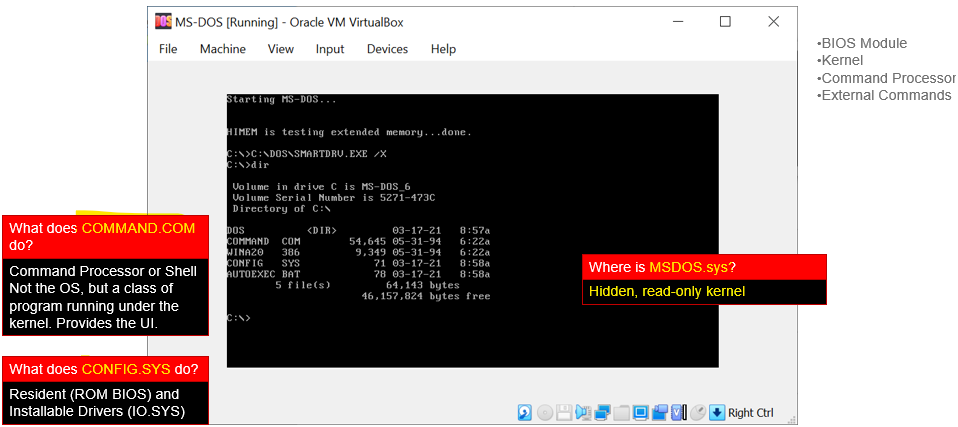 MS-DOS [Running] - Oracle VM VirtualBox
File Machine View Input Devices Help
•BIOS Module
•Kernel
•Command Processor
•External Commands
Starting MS-DOS...
HIMEM is testing extended memory...done.
C:\>C:\DOS\SMARTDRV.EXE /X
C:\>dir
Volume in drive C is MS-DOS_6
Volume Serial Number is 5271-473C
Directory of C:\
DOS <DIR> 03-17-21 8:57a
COMMAND COM 54,645 05-31-94 6:22a
WINA20 386 9,349 05-31-94 6:22a
CONFIG SYS 71 03-17-21 8:58a
AUTOEXEC BAT 78 03-17-21 8:58a
5 file(s) 64,143 bytes
46,157,824 bytes free
C:\>
What does COMMAND.COM
do?
Command Processor or Shell
Not the OS, but a class of
program running under the
kernel. Provides the UI.
Where is MSDOS.sys?
Hidden, read-only kernel
What does CONFIG.SYS do?
Resident (ROM BIOS) and
Installable Drivers (IO.SYS)
Right Ctrl